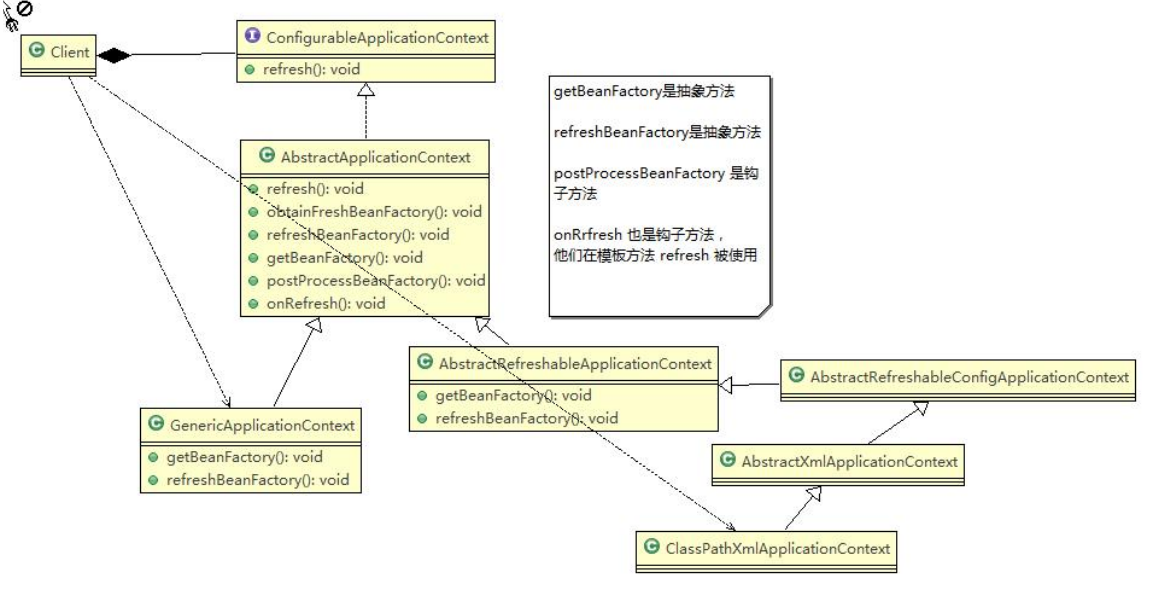 Client
ConfigurableApplicationContext
refresh(): void
AbstractApplicationContext
refresh(): void
obtainFreshBeanFactory(): void
refreshBeanFactory(): void
getBeanFactory(): void
postProcessBeanFactory(): void
onRefresh(): void
getBeanFactory是抽象方法
refreshBeanFactory是抽象方法
postProcessBeanFactory 是钩
子方法
onRrfresh 也是钩子方法，
他们在模板方法 refresh 被使用
AbstractRefreshableApplicationContext
getBeanFactory(): void
refreshBeanFactory(): void
AbstractRefreshableConfigApplicationContext
GenericApplicationContext
getBeanFactory(): void
refreshBeanFactory(): void
AbstractXmlApplicationContext
ClassPathXmlApplicationContext